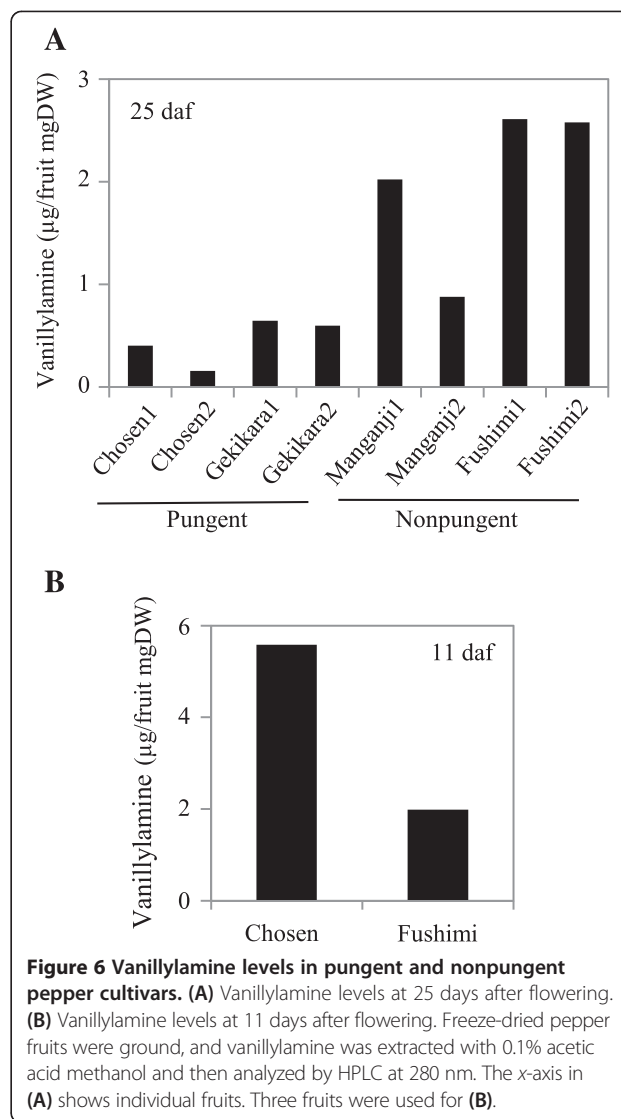 A
Vanillylamine (µg/fruit mgDW)
3
2
1
0
25 daf
Chosen1
Chosen2
Gekikara1
Gekikara2
Manganji1
Manganji2
Fushimi1
Fushimi2
Pungent
Nonpungent
B
Vanillylamine (µg/fruit mgDW)
6
4
2
0
11 daf
Chosen
Fushimi
Figure 6 Vanillylamine levels in pungent and nonpungent
pepper cultivars. (A) Vanillylamine levels at 25 days after flowering.
(B) Vanillylamine levels at 11 days after flowering. Freeze-dried pepper
fruits were ground, and vanillylamine was extracted with 0.1% acetic
acid methanol and then analyzed by HPLC at 280 nm. The x-axis in
(A) shows individual fruits. Three fruits were used for (B).